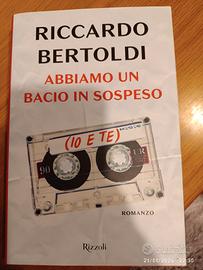 RICCARDO
BERTOLDI
ABBIAMO UN
BACIO IN SOSPESO
(IO E TE)
90
ROMANZO
Rizzoli